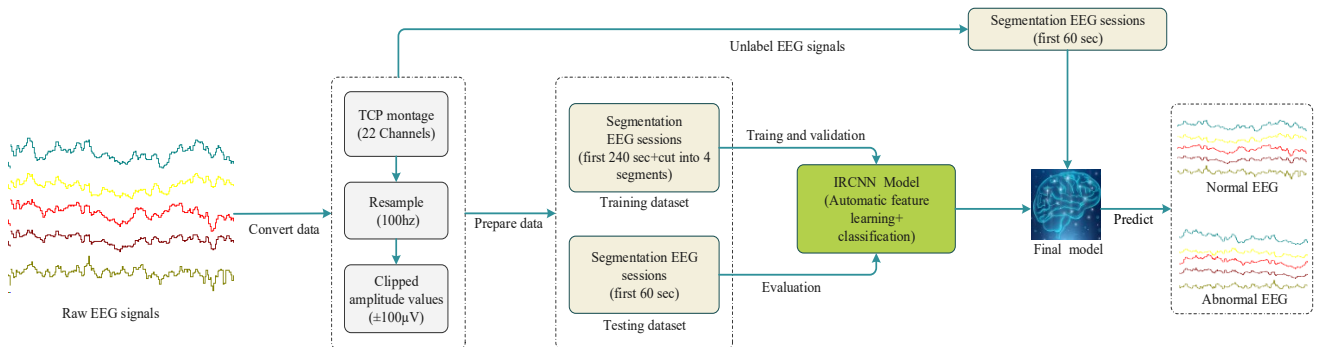 Raw EEG signals
Convert data
TCP montage
(22 Channels)
Resample
(100hz)
Clipped
amplitude values
(±100μV)
Prepare data
Unlabel EEG signals
Segmentation EEG sessions
(first 60 sec)
Segmentation
EEG sessions
(first 240 sec+cut into 4
segments)
Training dataset
Segmentation EEG
sessions
(first 60 sec)
Testing dataset
Traing and validation
Evaluation
IRCNN Model
(Automatic feature
learning+
classification)
Final model
Predict
Normal EEG
Abnormal EEG